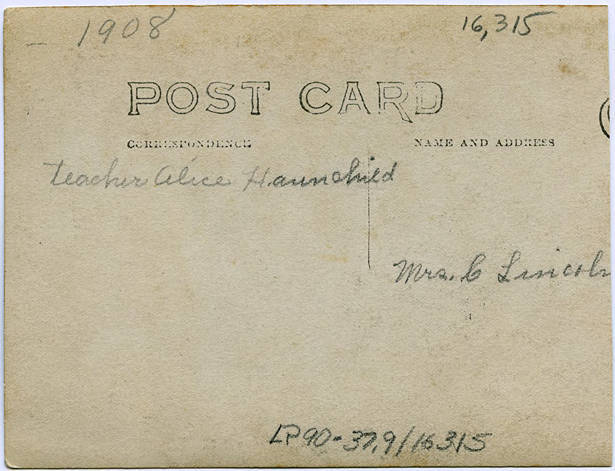 - 1908
16,315
POST CARD
CORRESPONDENCE
NAME AND ADDRESS
teacher Alice Haunchild
Mrs. C Lincoln
LP90-37.9/16315